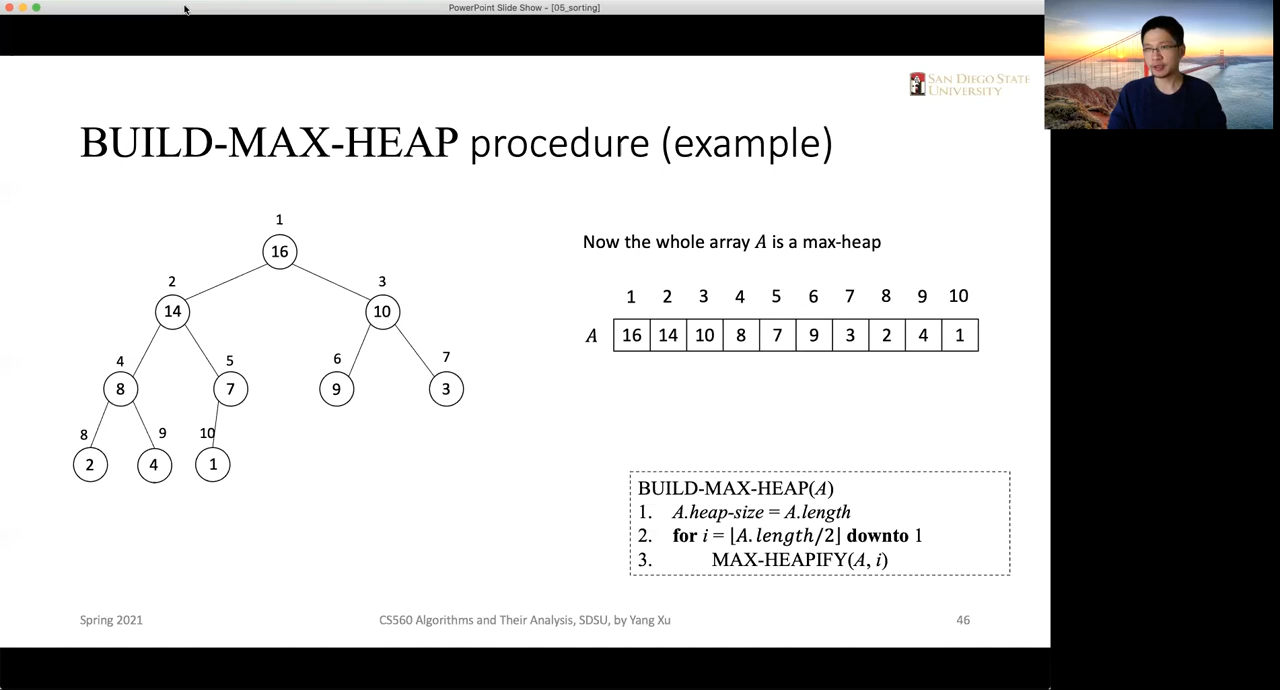 PowerPoint Slide Show - [05_sorting]
SAN DIEGO STATE
UNIVERSITY
BUILD-MAX-HEAP procedure (example)
1
16
2 3
14 10
4 5 6 7
8 7 9 3
8 9 10
2 4 1
Now the whole array A is a max-heap
1 2 3 4 5 6 7 8 9 10
A 16 14 10 8 7 9 3 2 4 1
BUILD-MAX-HEAP(A)
1. A.heap-size = A.length
2. for i = ⌊A.length/2⌋ downto 1
3. MAX-HEAPIFY(A, i)
Spring 2021 CS560 Algorithms and Their Analysis, SDSU, by Yang Xu 46